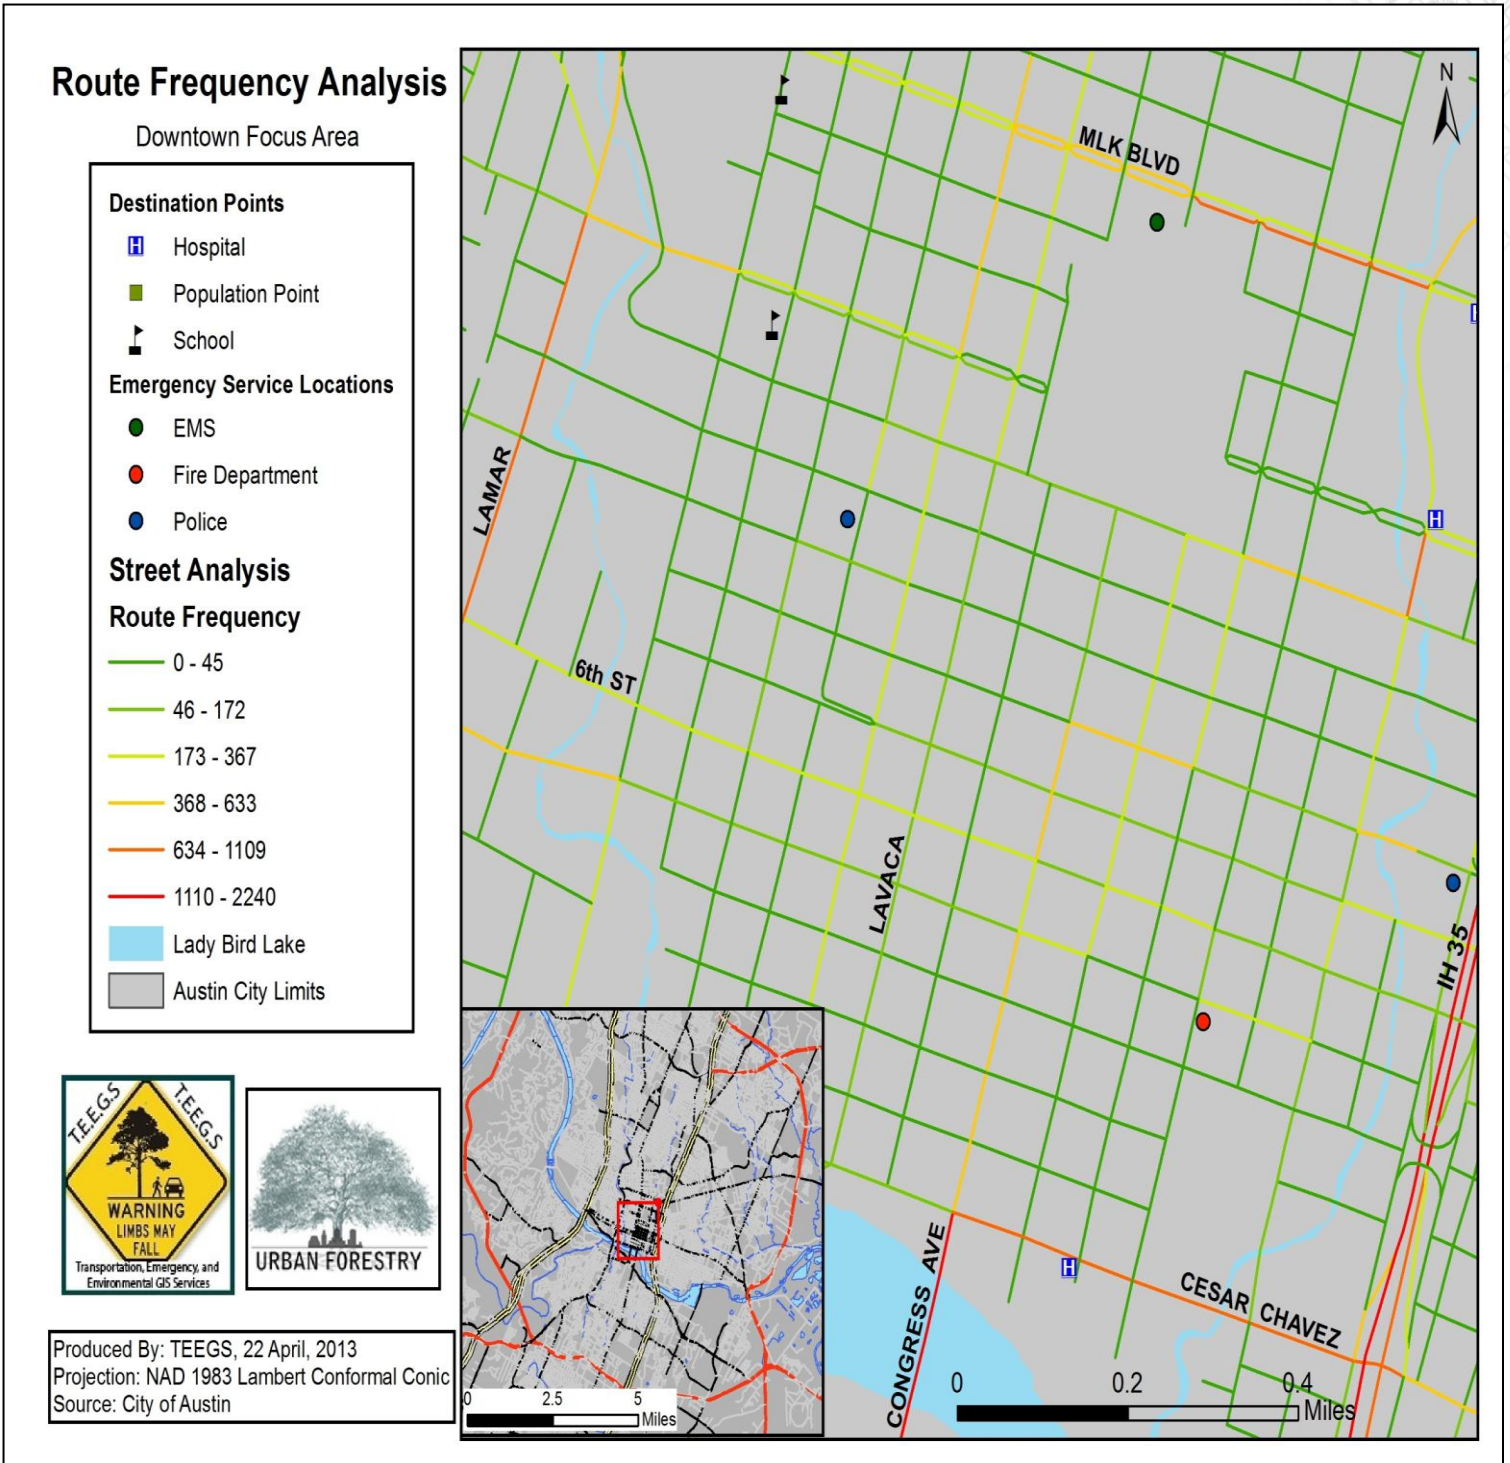 Route Frequency Analysis
Downtown Focus Area
Destination Points
H Hospital
Population Point
School
Emergency Service Locations
EMS
Fire Department
Police
Street Analysis
Route Frequency
0 - 45
46 - 172
173 - 367
368 - 633
634 - 1109
1110 - 2240
Lady Bird Lake
Austin City Limits
T.E.E.G.S
T.E.E.G.S
WARNING
LIMBS MAY
FALL
Transportation, Emergency, and
Environmental GIS Services
URBAN FORESTRY
Produced By: TEEGS, 22 April, 2013
Projection: NAD 1983 Lambert Conformal Conic
Source: City of Austin
N
MLK BLVD
H
LAMAR
H
6th ST
LAVACA
IH 35
H
CONGRESS AVE
CESAR CHAVEZ
0 0.2 0.4
Miles
0 2.5 5
Miles